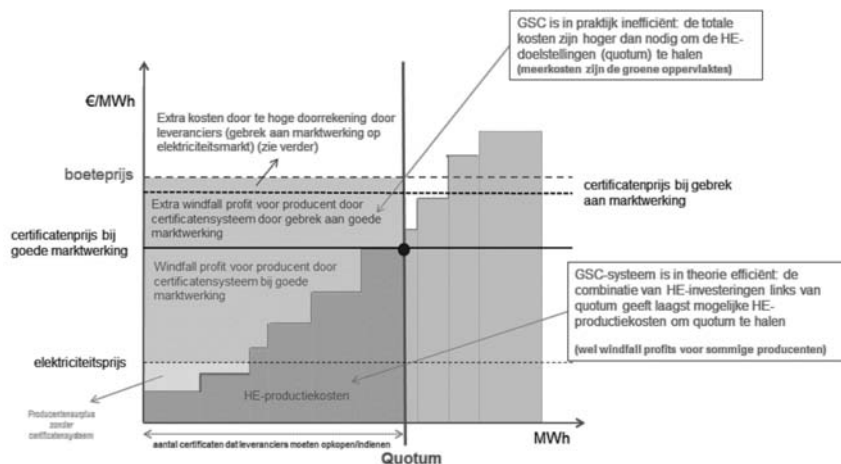 GSC is in praktijk inefficiënt: de totale
kosten zijn hoger dan nodig om de HE-
doelstellingen (quotum) te halen
(meerkosten zijn de groene oppervlaktes)
€/MWh
Extra kosten door te hoge doorrekening door
leveranciers (gebrek aan marktwerking op
elektriciteitsmarkt) (zie verder)
boeteprijs
certificatenprijs bij gebrek
aan marktwerking
Extra windfall profit voor producent door
certificatensysteem door gebrek aan goede
marktwerking
certificatenprijs bij
goede marktwerking
Windfall profit voor producent door
certificatensysteem bij goede
marktwerking
GSC-systeem is in theorie efficiënt: de
combinatie van HE-investeringen links van
quotum geeft laagst mogelijke HE-
productiekosten om quotum te halen
(wel windfall profits voor sommige producenten)
elektriciteitsprijs
HE-productiekosten
Producentensurplus
zonder
certificatensysteem
aantal certificaten dat leveranciers moeten opkopen/indienen
MWh
Quotum